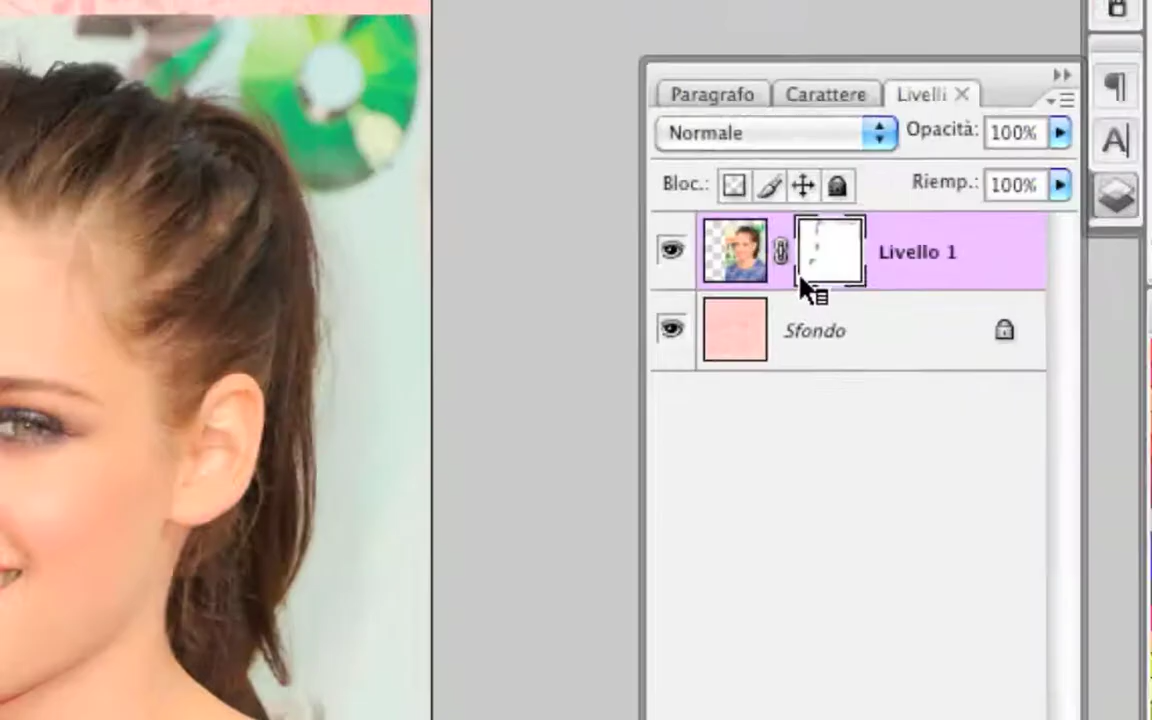 Paragrafo Carattere Livelli
Normale Opacità: 100%
Bloc.: Riemp.: 100%
Livello 1
Sfondo
A